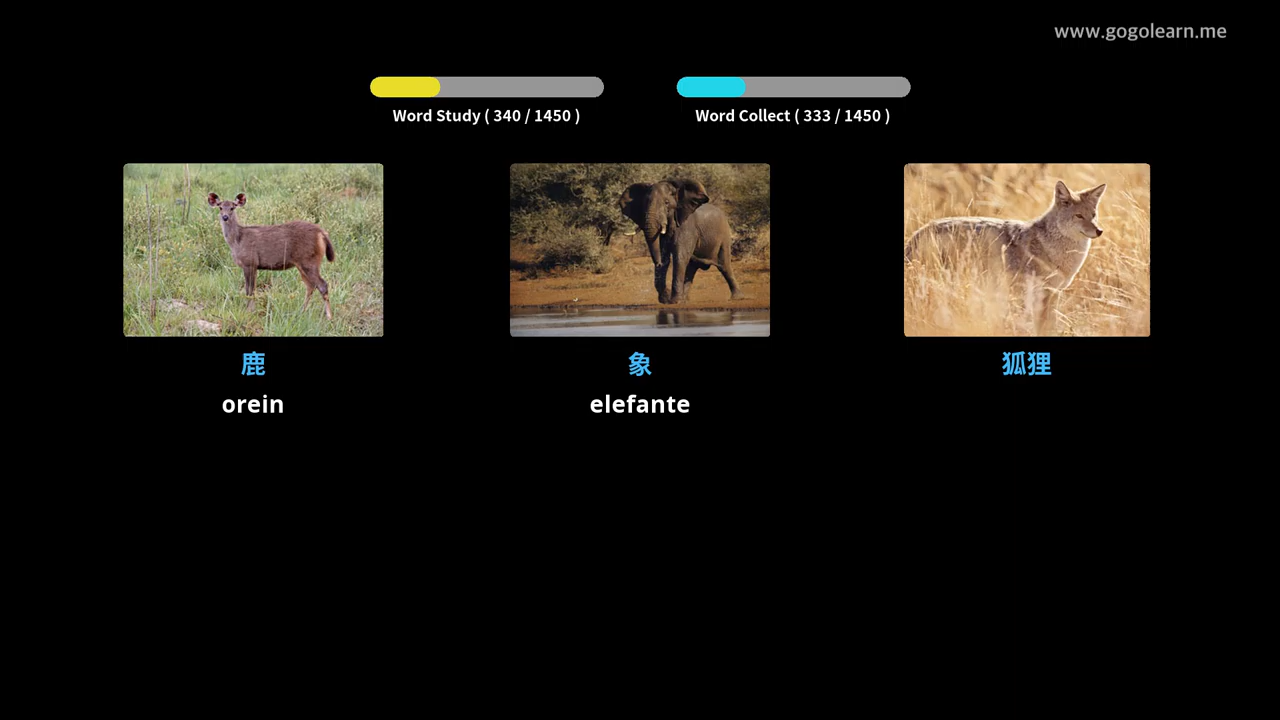 www.gogolearn.me
Word Study ( 340 / 1450 )
Word Collect ( 333 / 1450 )
鹿
象
狐狸
orein
elefante